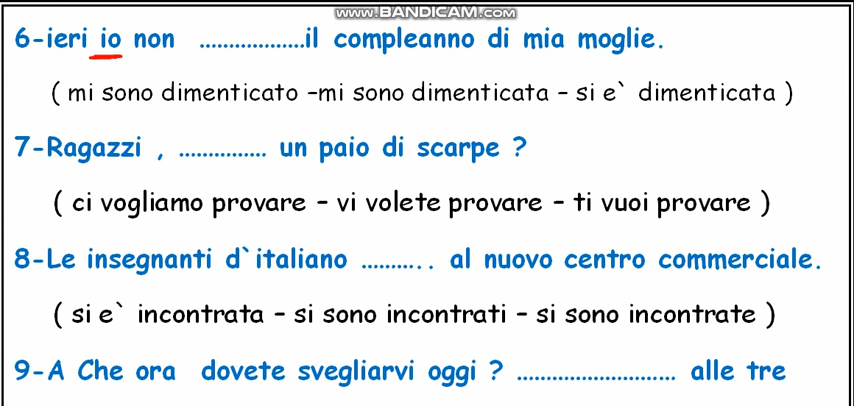 www.BANDICAM.com
6-ieri io non ..................il compleanno di mia moglie.
( mi sono dimenticato –mi sono dimenticata – si e` dimenticata )
7-Ragazzi , ............... un paio di scarpe ?
( ci vogliamo provare – vi volete provare – ti vuoi provare )
8-Le insegnanti d`italiano ........... al nuovo centro commerciale.
( si e` incontrata – si sono incontrati – si sono incontrate )
9-A Che ora dovete svegliarvi oggi ? ........................... alle tre